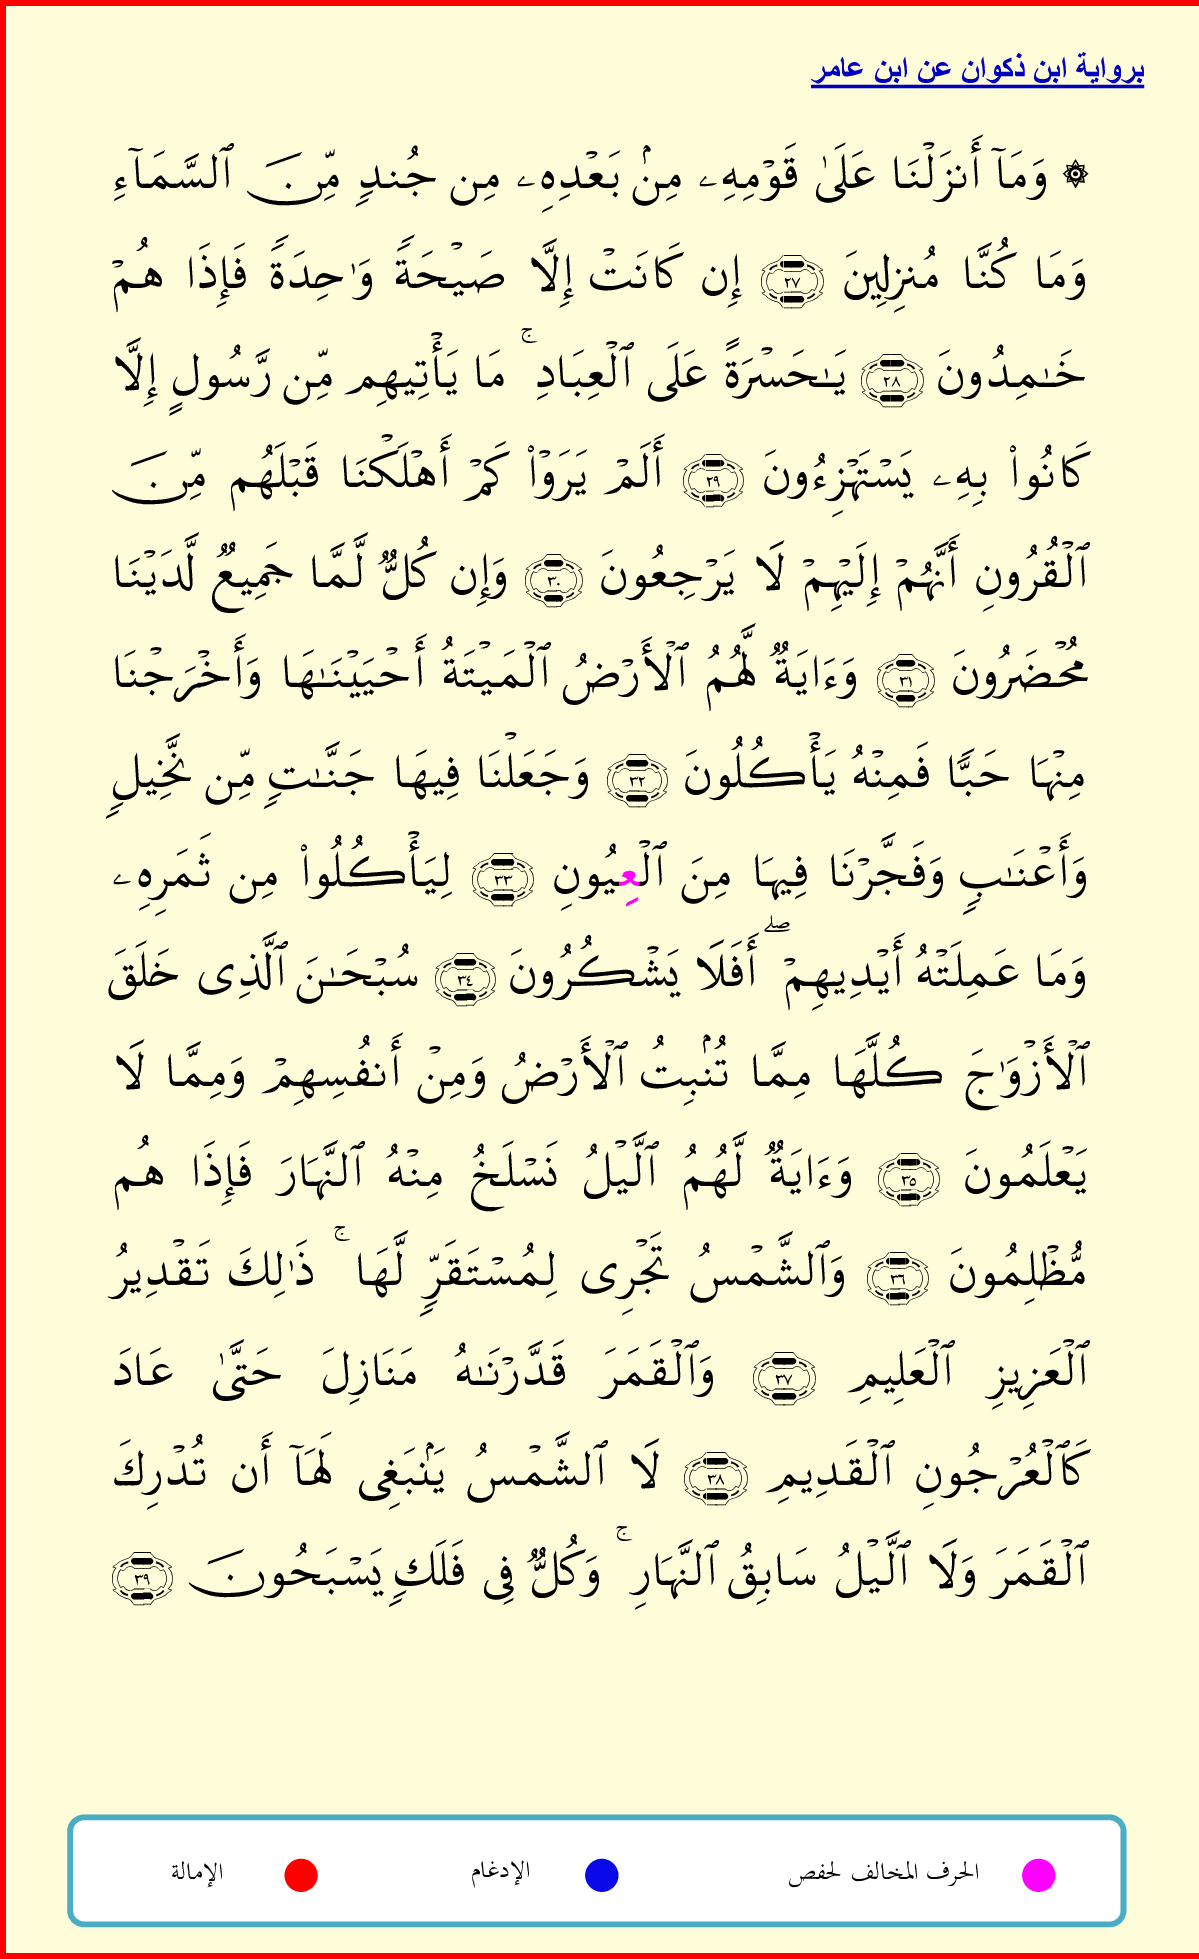 برواية ابن ذكوان عن ابن عامر
۞ وَمَآ أَنزَلۡنَا عَلَىٰ قَوۡمِهِۦ مِنۢ بَعۡدِهِۦ مِن جُندٍ مِّنَ ٱلسَّمَآءِ
وَمَا كُنَّا مُنزِلِينَ ٢٧ إِن كَانَتۡ إِلَّا صَيۡحَةً وَٰحِدَةً فَإِذَا هُمۡ
خَٰمِدُونَ ٢٨ يَٰحَسۡرَةً عَلَى ٱلۡعِبَادِۚ مَا يَأۡتِيهِم مِّن رَّسُولٍ إِلَّا
كَانُواْ بِهِۦ يَسۡتَهۡزِءُونَ ٢٩ أَلَمۡ يَرَوۡاْ كَمۡ أَهۡلَكۡنَا قَبۡلَهُم مِّنَ
ٱلۡقُرُونِ أَنَّهُمۡ إِلَيۡهِمۡ لَا يَرۡجِعُونَ ٣٠ وَإِن كُلٌّ لَّمَّا جَمِيعٌ لَّدَيۡنَا
مُحۡضَرُونَ ٣١ وَءَايَةٌ لَّهُمُ ٱلۡأَرۡضُ ٱلۡمَيۡتَةُ أَحۡيَيۡنَٰهَا وَأَخۡرَجۡنَا
مِنۡهَا حَبًّا فَمِنۡهُ يَأۡكُلُونَ ٣٢ وَجَعَلۡنَا فِيهَا جَنَّٰتٍ مِّن نَّخِيلٍ
وَأَعۡنَٰبٍ وَفَجَّرۡنَا فِيهَا مِنَ ٱلۡعِيُونِ ٣٣ لِيَأۡكُلُواْ مِن ثَمَرِهِۦ
وَمَا عَمِلَتۡهُ أَيۡدِيهِمۡۖ أَفَلَا يَشۡكُرُونَ ٣٤ سُبۡحَٰنَ ٱلَّذِي خَلَقَ
ٱلۡأَزۡوَٰجَ كُلَّهَا مِمَّا تُنۢبِتُ ٱلۡأَرۡضُ وَمِنۡ أَنفُسِهِمۡ وَمِمَّا لَا
يَعۡلَمُونَ ٣٥ وَءَايَةٌ لَّهُمُ ٱلَّيۡلُ نَسۡلَخُ مِنۡهُ ٱلنَّهَارَ فَإِذَا هُم
مُّظۡلِمُونَ ٣٦ وَٱلشَّمۡسُ تَجۡرِي لِمُسۡتَقَرٍّ لَّهَاۚ ذَٰلِكَ تَقۡدِيرُ
ٱلۡعَزِيزِ ٱلۡعَلِيمِ ٣٧ وَٱلۡقَمَرَ قَدَّرۡنَٰهُ مَنَازِلَ حَتَّىٰ عَادَ
كَٱلۡعُرۡجُونِ ٱلۡقَدِيمِ ٣٨ لَا ٱلشَّمۡسُ يَنۢبَغِي لَهَآ أَن تُدۡرِكَ
ٱلۡقَمَرَ وَلَا ٱلَّيۡلُ سَابِقُ ٱلنَّهَارِۚ وَكُلٌّ فِي فَلَكٍ يَسۡبَحُونَ ٣٩
الحرف المخالف لحفص الإدغام الإمالة